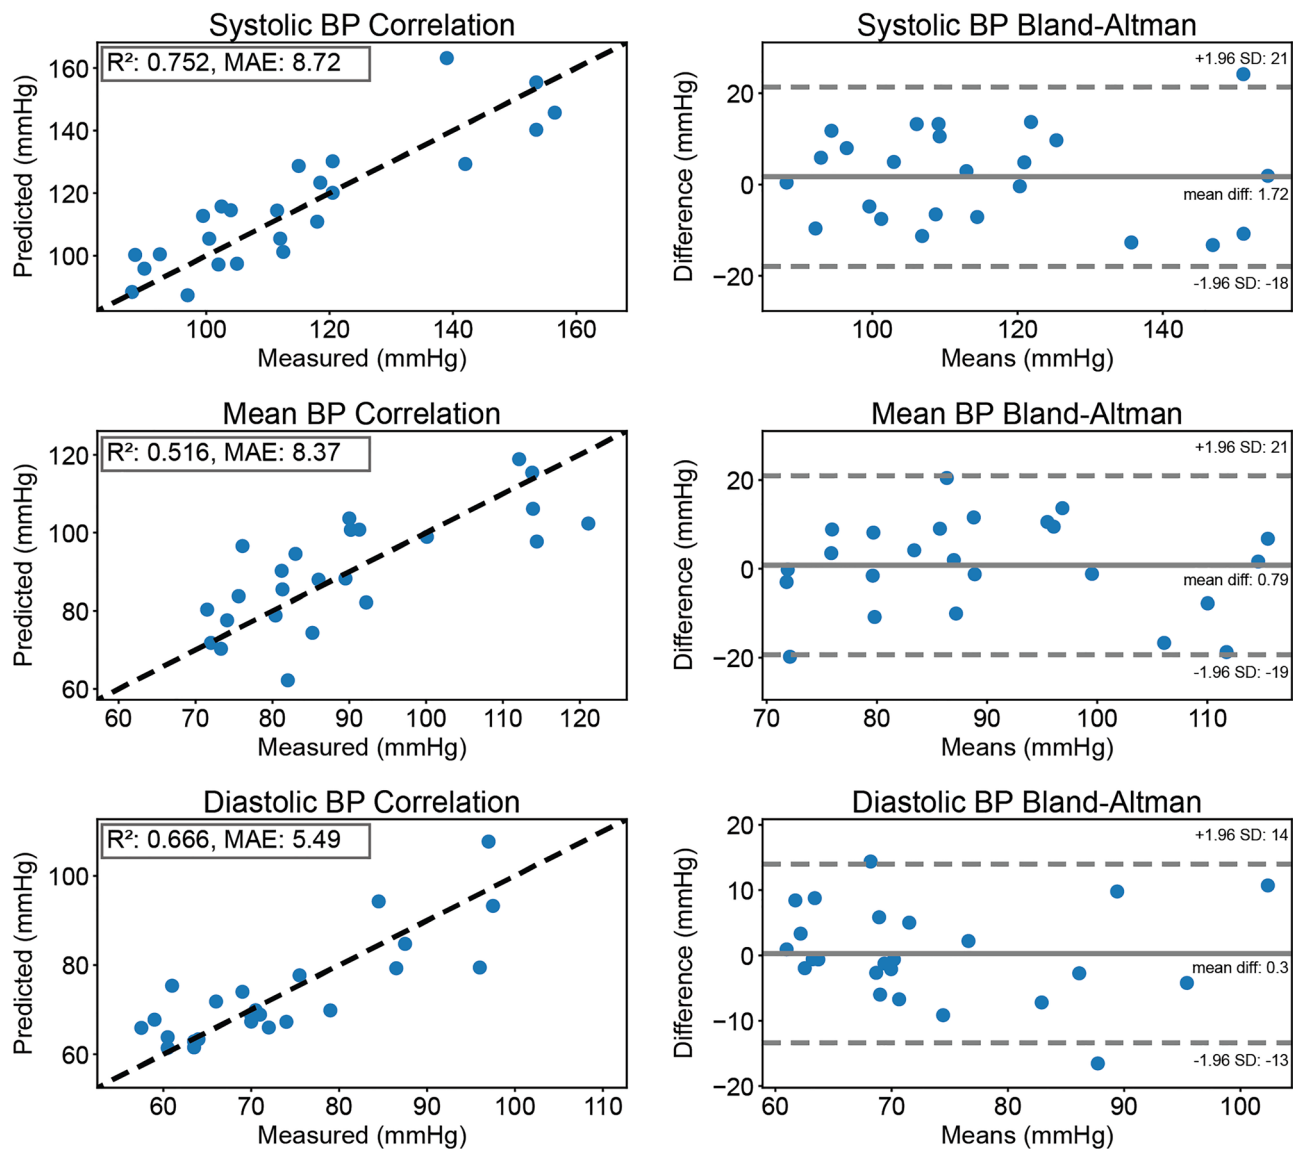 Systolic BP Correlation
R²: 0.752, MAE: 8.72
160
140
120
100
Predicted (mmHg)
100 120 140 160
Measured (mmHg)
Systolic BP Bland-Altman
+1.96 SD: 21
20
0
−20
mean diff: 1.72
-1.96 SD: -18
Difference (mmHg)
100 120 140
Means (mmHg)
Mean BP Correlation
R²: 0.516, MAE: 8.37
120
100
80
60
Predicted (mmHg)
60 70 80 90 100 110 120
Measured (mmHg)
Mean BP Bland-Altman
+1.96 SD: 21
20
0
−20
mean diff: 0.79
-1.96 SD: -19
Difference (mmHg)
70 80 90 100 110
Means (mmHg)
Diastolic BP Correlation
R²: 0.666, MAE: 5.49
100
80
60
Predicted (mmHg)
60 70 80 90 100 110
Measured (mmHg)
Diastolic BP Bland-Altman
+1.96 SD: 14
20
10
0
−10
−20
mean diff: 0.3
-1.96 SD: -13
Difference (mmHg)
60 70 80 90 100
Means (mmHg)